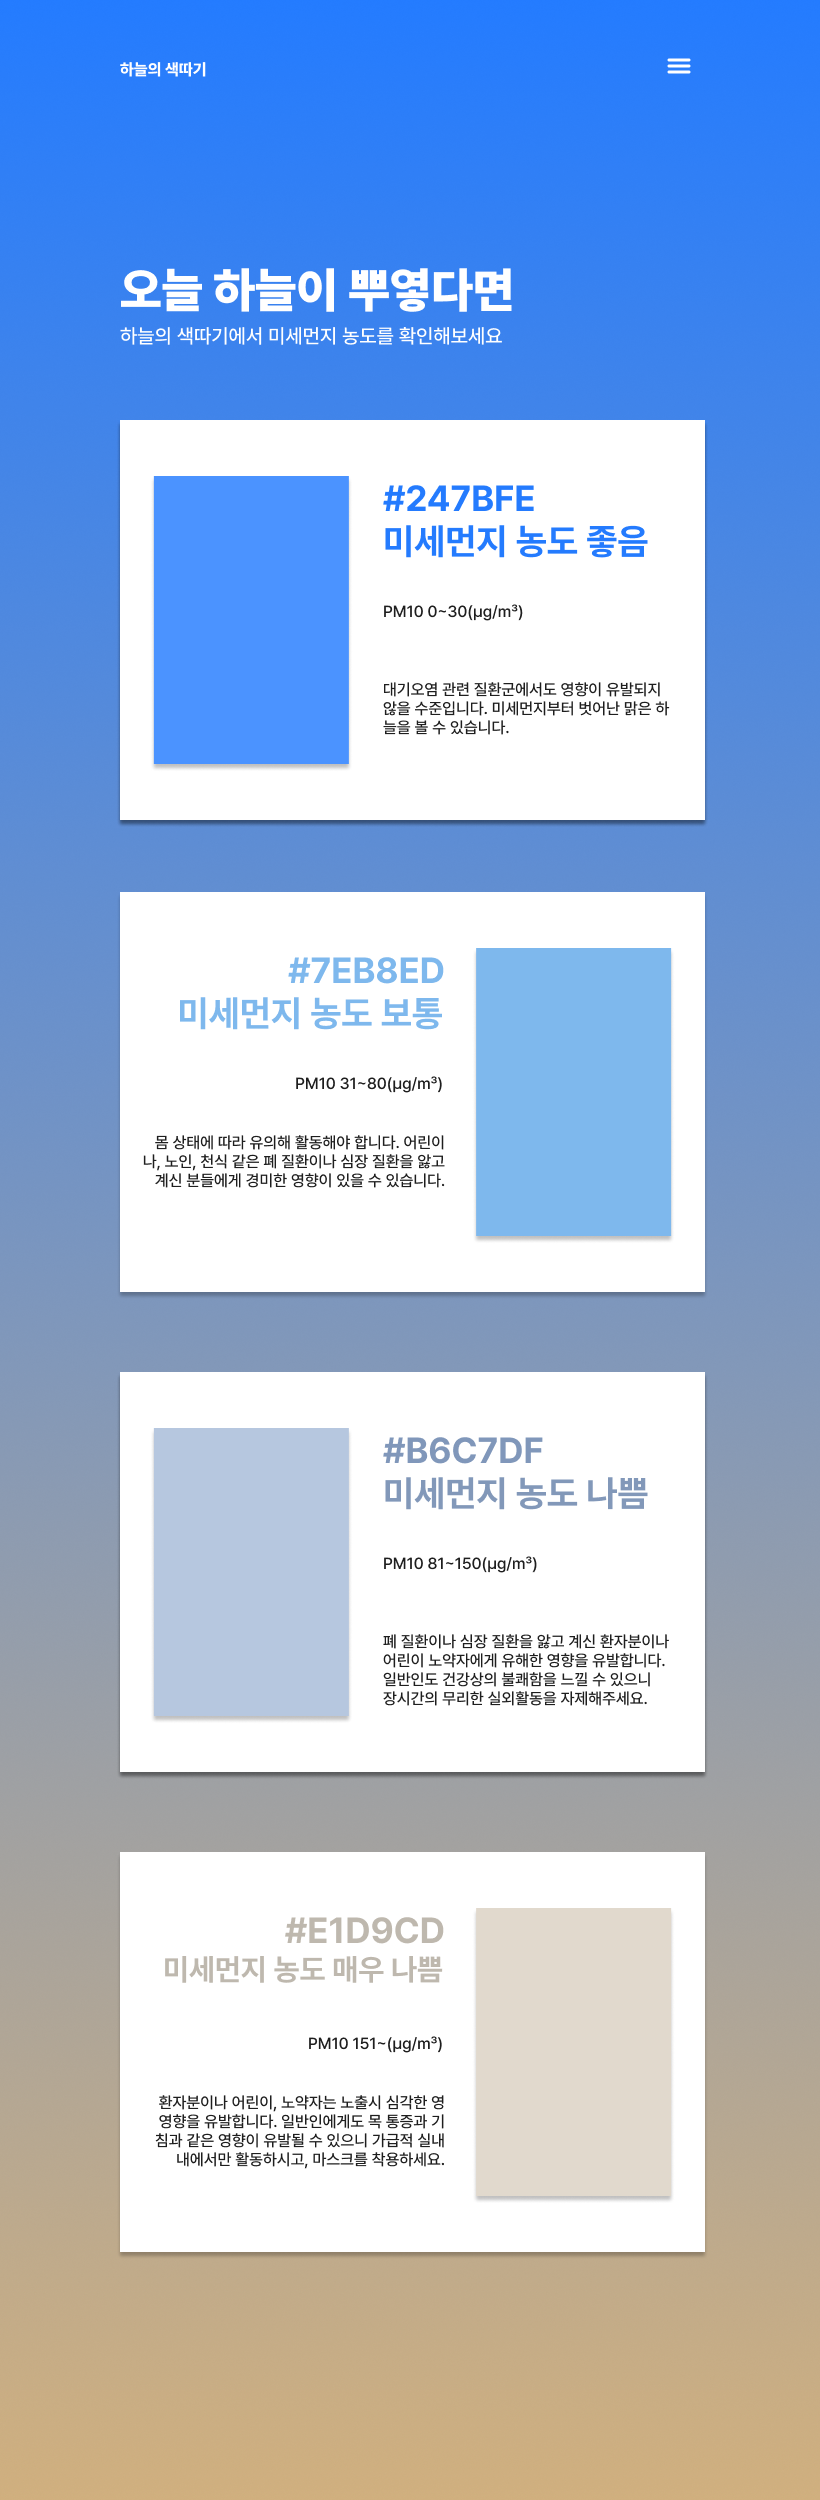 하늘의 색따기
오늘 하늘이 뿌옇다면
하늘의 색따기에서 미세먼지 농도를 확인해보세요
#247BFE
미세먼지 농도 좋음
PM10 0~30(μg/m³)
대기오염 관련 질환군에서도 영향이 유발되지
않을 수준입니다. 미세먼지부터 벗어난 맑은 하
늘을 볼 수 있습니다.
#7EB8ED
미세먼지 농도 보통
PM10 31~80(μg/m³)
몸 상태에 따라 유의해 활동해야 합니다. 어린이
나, 노인, 천식 같은 폐 질환이나 심장 질환을 앓고
계신 분들에게 경미한 영향이 있을 수 있습니다.
#B6C7DF
미세먼지 농도 나쁨
PM10 81~150(μg/m³)
폐 질환이나 심장 질환을 앓고 계신 환자분이나
어린이 노약자에게 유해한 영향을 유발합니다.
일반인도 건강상의 불쾌함을 느낄 수 있으니
장시간의 무리한 실외활동을 자제해주세요.
#E1D9CD
미세먼지 농도 매우 나쁨
PM10 151~(μg/m³)
환자분이나 어린이, 노약자는 노출시 심각한 영
영향을 유발합니다. 일반인에게도 목 통증과 기
침과 같은 영향이 유발될 수 있으니 가급적 실내
내에서만 활동하시고, 마스크를 착용하세요.